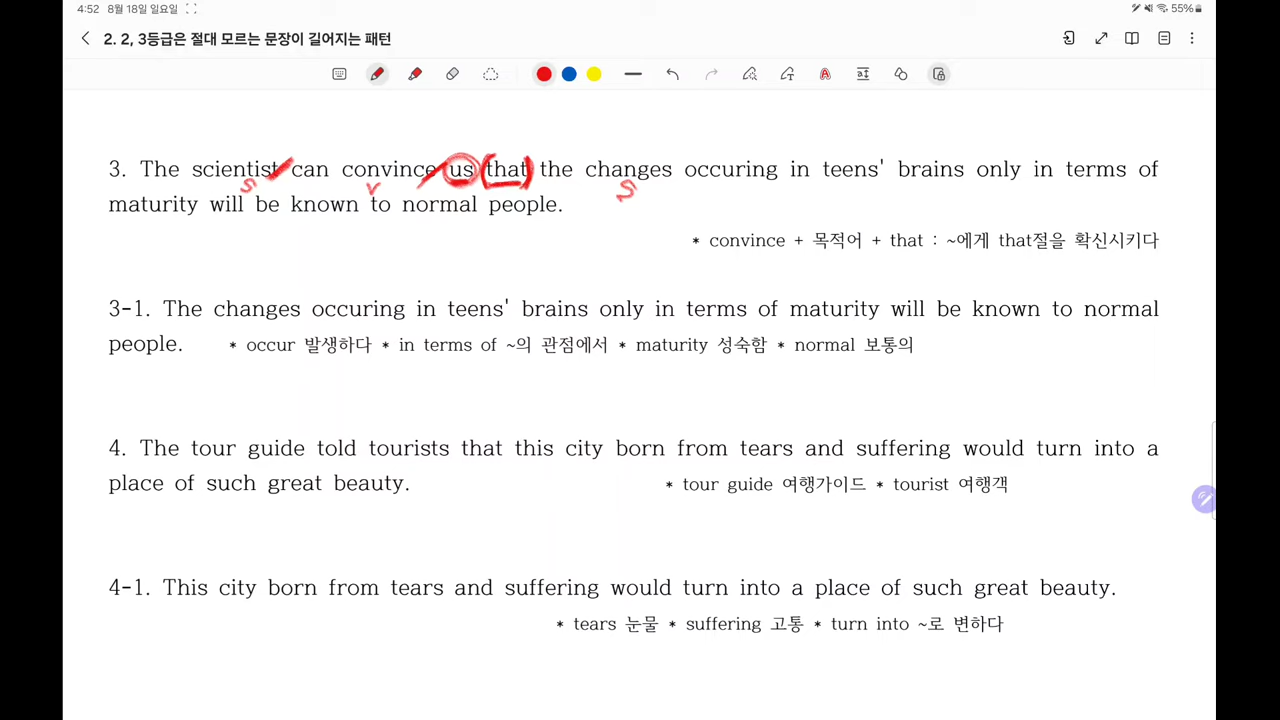 4:52 8월 18일 일요일 55%
2. 2, 3등급은 절대 모르는 문장이 길어지는 패턴
3. The scientist can convince us (that) the changes occuring in teens' brains only in terms of
s v S
maturity will be known to normal people.
* convince + 목적어 + that : ~에게 that절을 확신시키다
3-1. The changes occuring in teens' brains only in terms of maturity will be known to normal
people. * occur 발생하다 * in terms of ~의 관점에서 * maturity 성숙함 * normal 보통의
4. The tour guide told tourists that this city born from tears and suffering would turn into a
place of such great beauty. * tour guide 여행가이드 * tourist 여행객
4-1. This city born from tears and suffering would turn into a place of such great beauty.
* tears 눈물 * suffering 고통 * turn into ~로 변하다